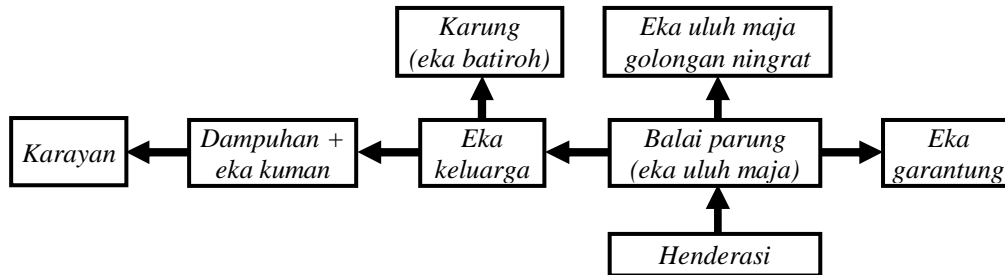 Karung
(eka batiroh)
Eka uluh maja
golongan ningrat
Karayan
Dampuhan +
eka kuman
Eka
keluarga
Balai parung
(eka uluh maja)
Eka
garantung
Henderasi